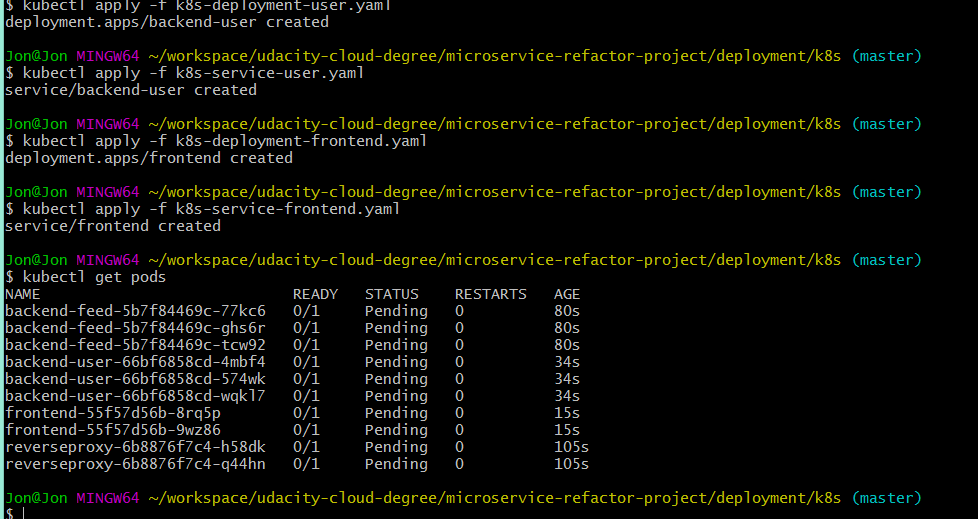 $ kubectl apply -f k8s-deployment-user.yaml
deployment.apps/backend-user created
Jon@Jon MINGW64 ~/workspace/udacity-cloud-degree/microservice-refactor-project/deployment/k8s (master)
$ kubectl apply -f k8s-service-user.yaml
service/backend-user created
Jon@Jon MINGW64 ~/workspace/udacity-cloud-degree/microservice-refactor-project/deployment/k8s (master)
$ kubectl apply -f k8s-deployment-frontend.yaml
deployment.apps/frontend created
Jon@Jon MINGW64 ~/workspace/udacity-cloud-degree/microservice-refactor-project/deployment/k8s (master)
$ kubectl apply -f k8s-service-frontend.yaml
service/frontend created
Jon@Jon MINGW64 ~/workspace/udacity-cloud-degree/microservice-refactor-project/deployment/k8s (master)
$ kubectl get pods
NAME READY STATUS RESTARTS AGE
backend-feed-5b7f84469c-77kc6 0/1 Pending 0 80s
backend-feed-5b7f84469c-ghs6r 0/1 Pending 0 80s
backend-feed-5b7f84469c-tcw92 0/1 Pending 0 80s
backend-user-66bf6858cd-4mbf4 0/1 Pending 0 34s
backend-user-66bf6858cd-574wk 0/1 Pending 0 34s
backend-user-66bf6858cd-wqkl7 0/1 Pending 0 34s
frontend-55f57d56b-8rq5p 0/1 Pending 0 15s
frontend-55f57d56b-9wz86 0/1 Pending 0 15s
reverseproxy-6b8876f7c4-h58dk 0/1 Pending 0 105s
reverseproxy-6b8876f7c4-q44hn 0/1 Pending 0 105s
Jon@Jon MINGW64 ~/workspace/udacity-cloud-degree/microservice-refactor-project/deployment/k8s (master)
$